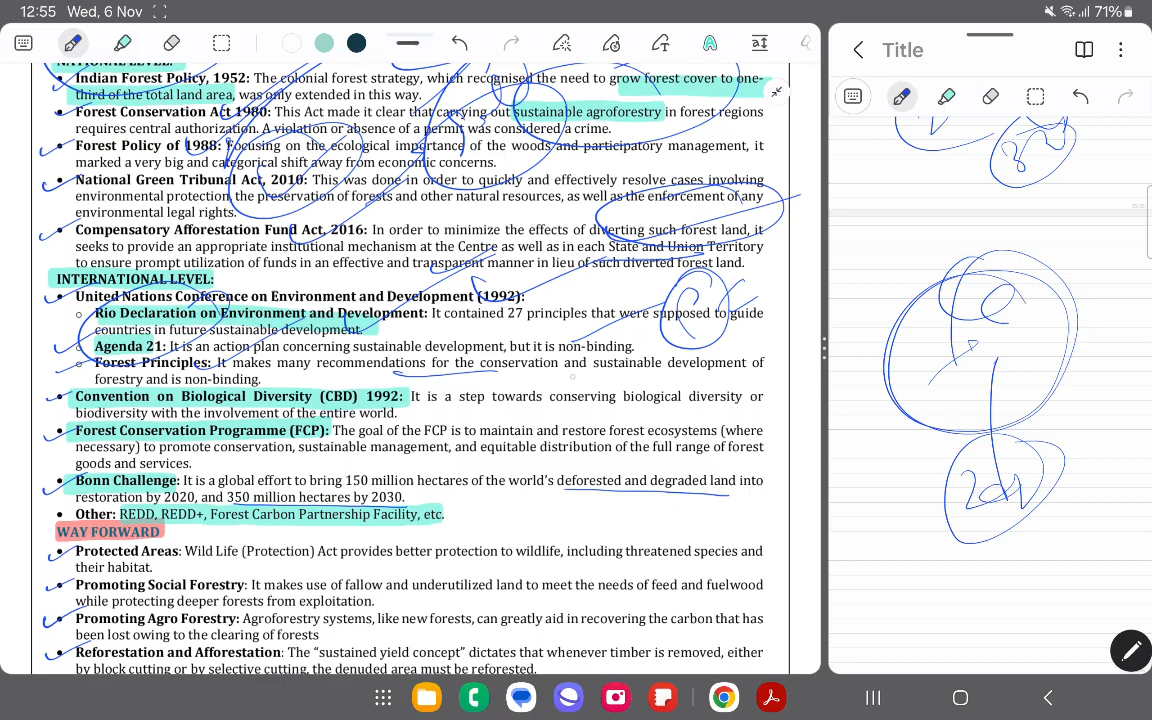 12:55 Wed, 6 Nov
71%
Title
NATIONAL LEVEL:
• Indian Forest Policy, 1952: The colonial forest strategy, which recognised the need to grow forest cover to one-
third of the total land area, was only extended in this way.
• Forest Conservation Act 1980: This Act made it clear that carrying out sustainable agroforestry in forest regions
requires central authorization. A violation or absence of a permit was considered a crime.
• Forest Policy of 1988: Focusing on the ecological importance of the woods and participatory management, it
marked a very big and categorical shift away from economic concerns.
• National Green Tribunal Act, 2010: This was done in order to quickly and effectively resolve cases involving
environmental protection, the preservation of forests and other natural resources, as well as the enforcement of any
environmental legal rights.
• Compensatory Afforestation Fund Act, 2016: In order to minimize the effects of diverting such forest land, it
seeks to provide an appropriate institutional mechanism at the Centre as well as in each State and Union Territory
to ensure prompt utilization of funds in an effective and transparent manner in lieu of such diverted forest land.
INTERNATIONAL LEVEL:
• United Nations Conference on Environment and Development (1992):
o Rio Declaration on Environment and Development: It contained 27 principles that were supposed to guide
countries in future sustainable development.
o Agenda 21: It is an action plan concerning sustainable development, but it is non-binding.
o Forest Principles: It makes many recommendations for the conservation and sustainable development of
forestry and is non-binding.
• Convention on Biological Diversity (CBD) 1992: It is a step towards conserving biological diversity or
biodiversity with the involvement of the entire world.
• Forest Conservation Programme (FCP): The goal of the FCP is to maintain and restore forest ecosystems (where
necessary) to promote conservation, sustainable management, and equitable distribution of the full range of forest
goods and services.
• Bonn Challenge: It is a global effort to bring 150 million hectares of the world's deforested and degraded land into
restoration by 2020, and 350 million hectares by 2030.
• Other: REDD, REDD+, Forest Carbon Partnership Facility, etc.
WAY FORWARD
• Protected Areas: Wild Life (Protection) Act provides better protection to wildlife, including threatened species and
their habitat.
• Promoting Social Forestry: It makes use of fallow and underutilized land to meet the needs of feed and fuelwood
while protecting deeper forests from exploitation.
• Promoting Agro Forestry: Agroforestry systems, like new forests, can greatly aid in recovering the carbon that has
been lost owing to the clearing of forests
• Reforestation and Afforestation: The "sustained yield concept" dictates that whenever timber is removed, either
by block cutting or by selective cutting, the denuded area must be reforested.